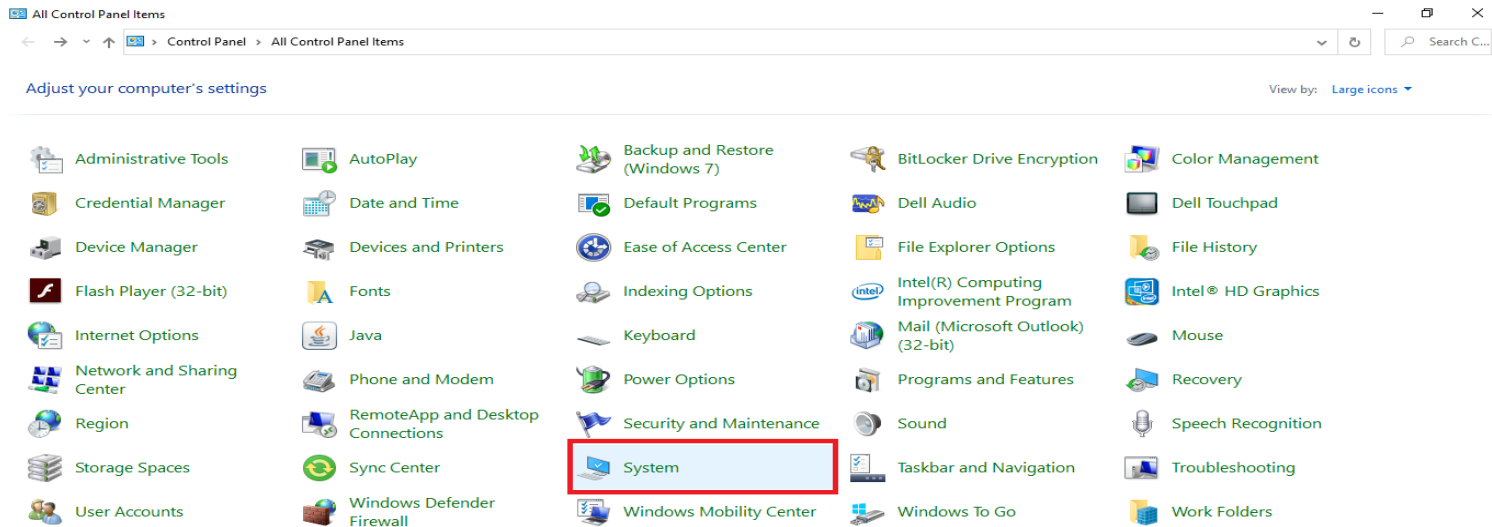 All Control Panel Items
Control Panel > All Control Panel Items
Search C...
Adjust your computer's settings
View by: Large icons
Administrative Tools
AutoPlay
Backup and Restore
(Windows 7)
BitLocker Drive Encryption
Color Management
Credential Manager
Date and Time
Default Programs
Dell Audio
Dell Touchpad
Device Manager
Devices and Printers
Ease of Access Center
File Explorer Options
File History
Flash Player (32-bit)
Fonts
Indexing Options
intel
Intel(R) Computing
Improvement Program
Intel® HD Graphics
Internet Options
Java
Keyboard
Mail (Microsoft Outlook)
(32-bit)
Mouse
Network and Sharing
Center
Phone and Modem
Power Options
Programs and Features
Recovery
Region
RemoteApp and Desktop
Connections
Security and Maintenance
Sound
Speech Recognition
Storage Spaces
Sync Center
System
Taskbar and Navigation
Troubleshooting
User Accounts
Windows Defender
Firewall
Windows Mobility Center
Windows To Go
Work Folders